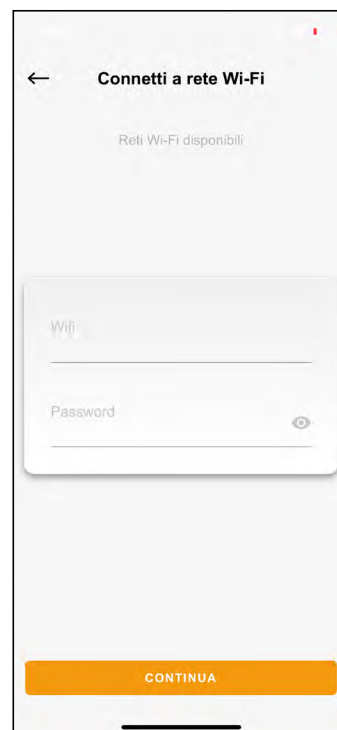 Connetti a rete Wi-Fi
Reti Wi-Fi disponibili
Wifi
Password
CONTINUA